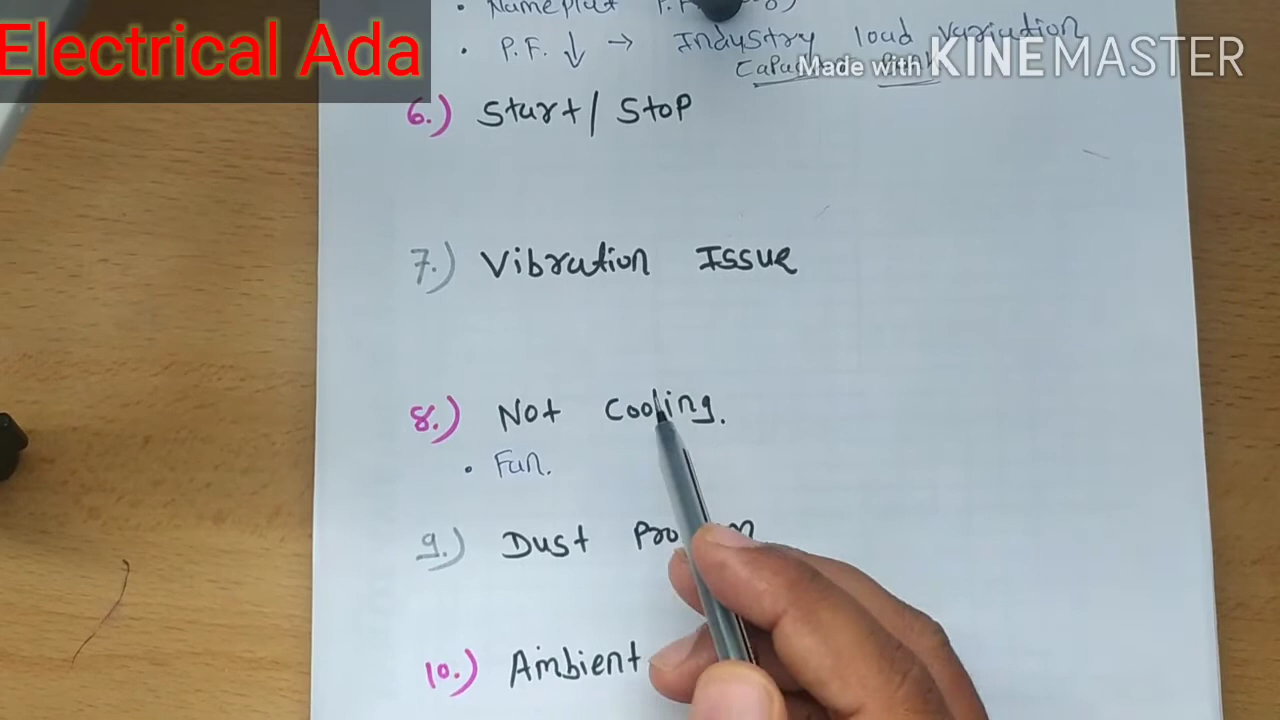 Electrical Ada
• Nameplat P.F.
• P.F. ↓ → Industry load variation
Made with KINEMASTER
6.) Start/Stop
7.) Vibration Issue
8.) Not Cooling.
• Fan.
9.) Dust
10.) Ambient